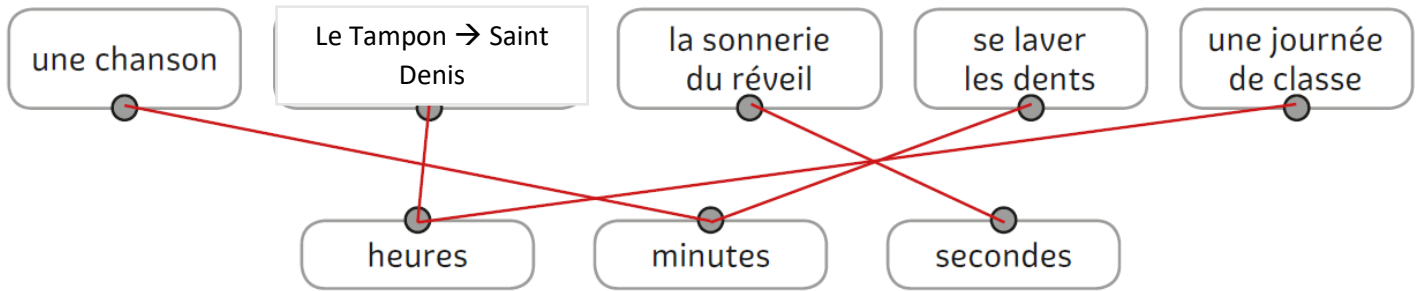 une chanson
Le Tampon → Saint
Denis
la sonnerie
du réveil
se laver
les dents
une journée
de classe
heures
minutes
secondes